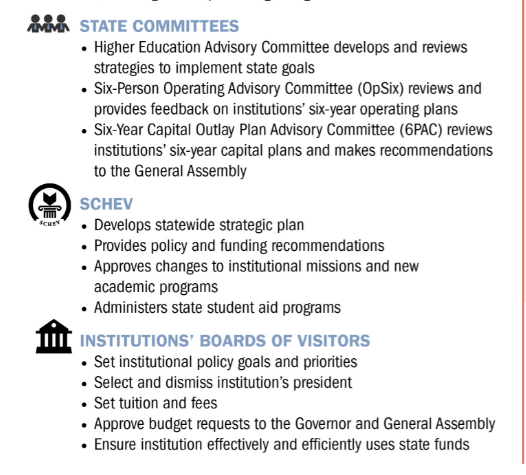 STATE COMMITTEES
• Higher Education Advisory Committee develops and reviews
strategies to implement state goals
• Six-Person Operating Advisory Committee (OpSix) reviews and
provides feedback on institutions' six-year operating plans
• Six-Year Capital Outlay Plan Advisory Committee (6PAC) reviews
institutions' six-year capital plans and makes recommendations
to the General Assembly
SCHEV
SCHEV
• Develops statewide strategic plan
• Provides policy and funding recommendations
• Approves changes to institutional missions and new
academic programs
• Administers state student aid programs
INSTITUTIONS' BOARDS OF VISITORS
• Set institutional policy goals and priorities
• Select and dismiss institution's president
• Set tuition and fees
• Approve budget requests to the Governor and General Assembly
• Ensure institution effectively and efficiently uses state funds